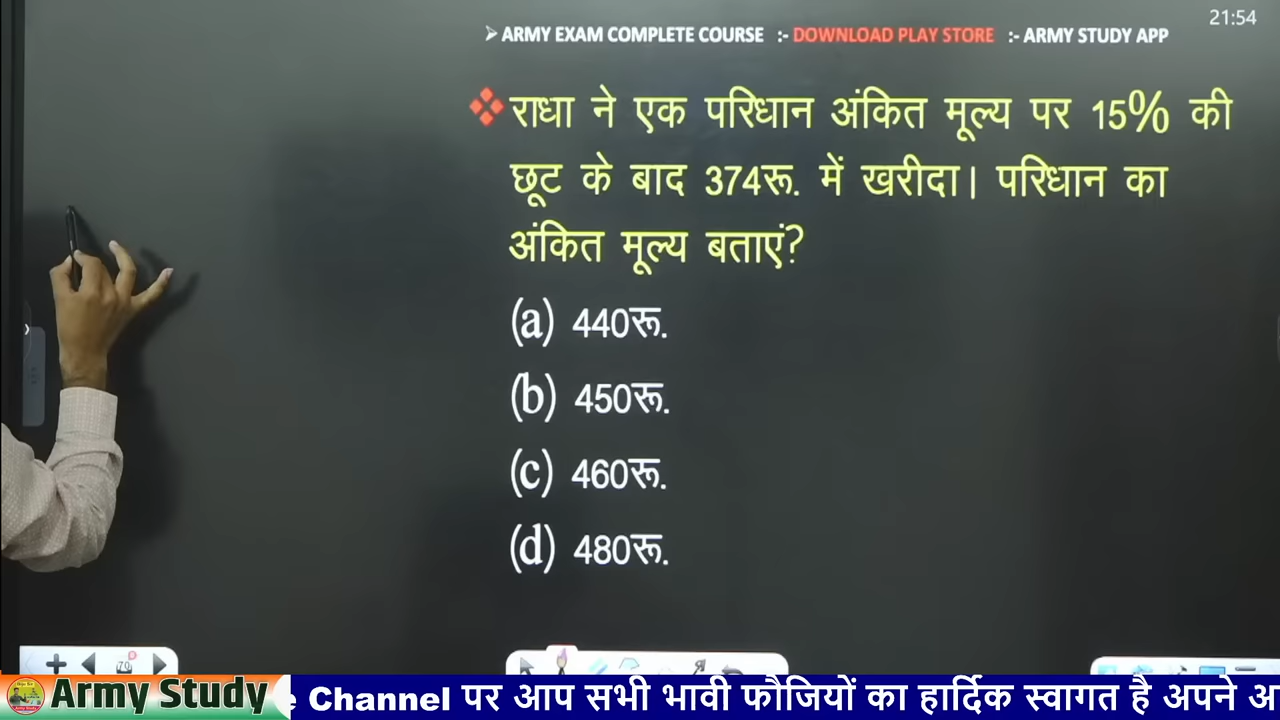 21:54
➢ ARMY EXAM COMPLETE COURSE :- DOWNLOAD PLAY STORE :- ARMY STUDY APP
❖ राधा ने एक परिधान अंकित मूल्य पर 15% की
छूट के बाद 374रू. में खरीदा। परिधान का
अंकित मूल्य बताएं?
(a) 440रू.
(b) 450रू.
(c) 460रू.
(d) 480रू.
70
Army Study
Channel पर आप सभी भावी फौजियों का हार्दिक स्वागत है अपने